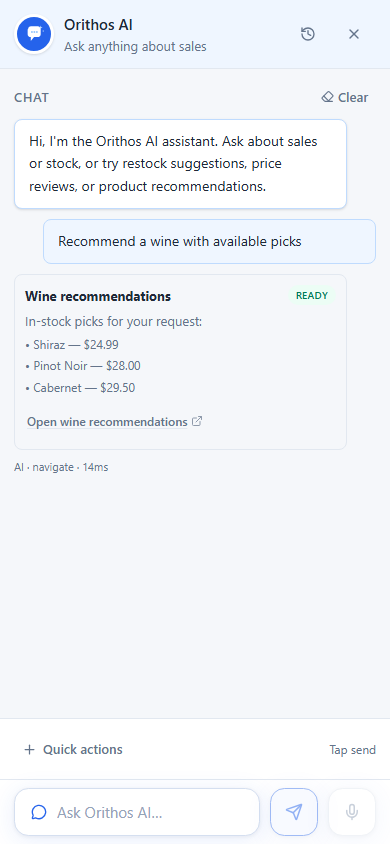 Orithos AI
Ask anything about sales
CHAT
Clear
Hi, I'm the Orithos AI assistant. Ask about sales
or stock, or try restock suggestions, price
reviews, or product recommendations.
Recommend a wine with available picks
Wine recommendations
READY
In-stock picks for your request:
• Shiraz — $24.99
• Pinot Noir — $28.00
• Cabernet — $29.50
Open wine recommendations
AI · navigate · 14ms
Quick actions
Tap send
Ask Orithos AI...